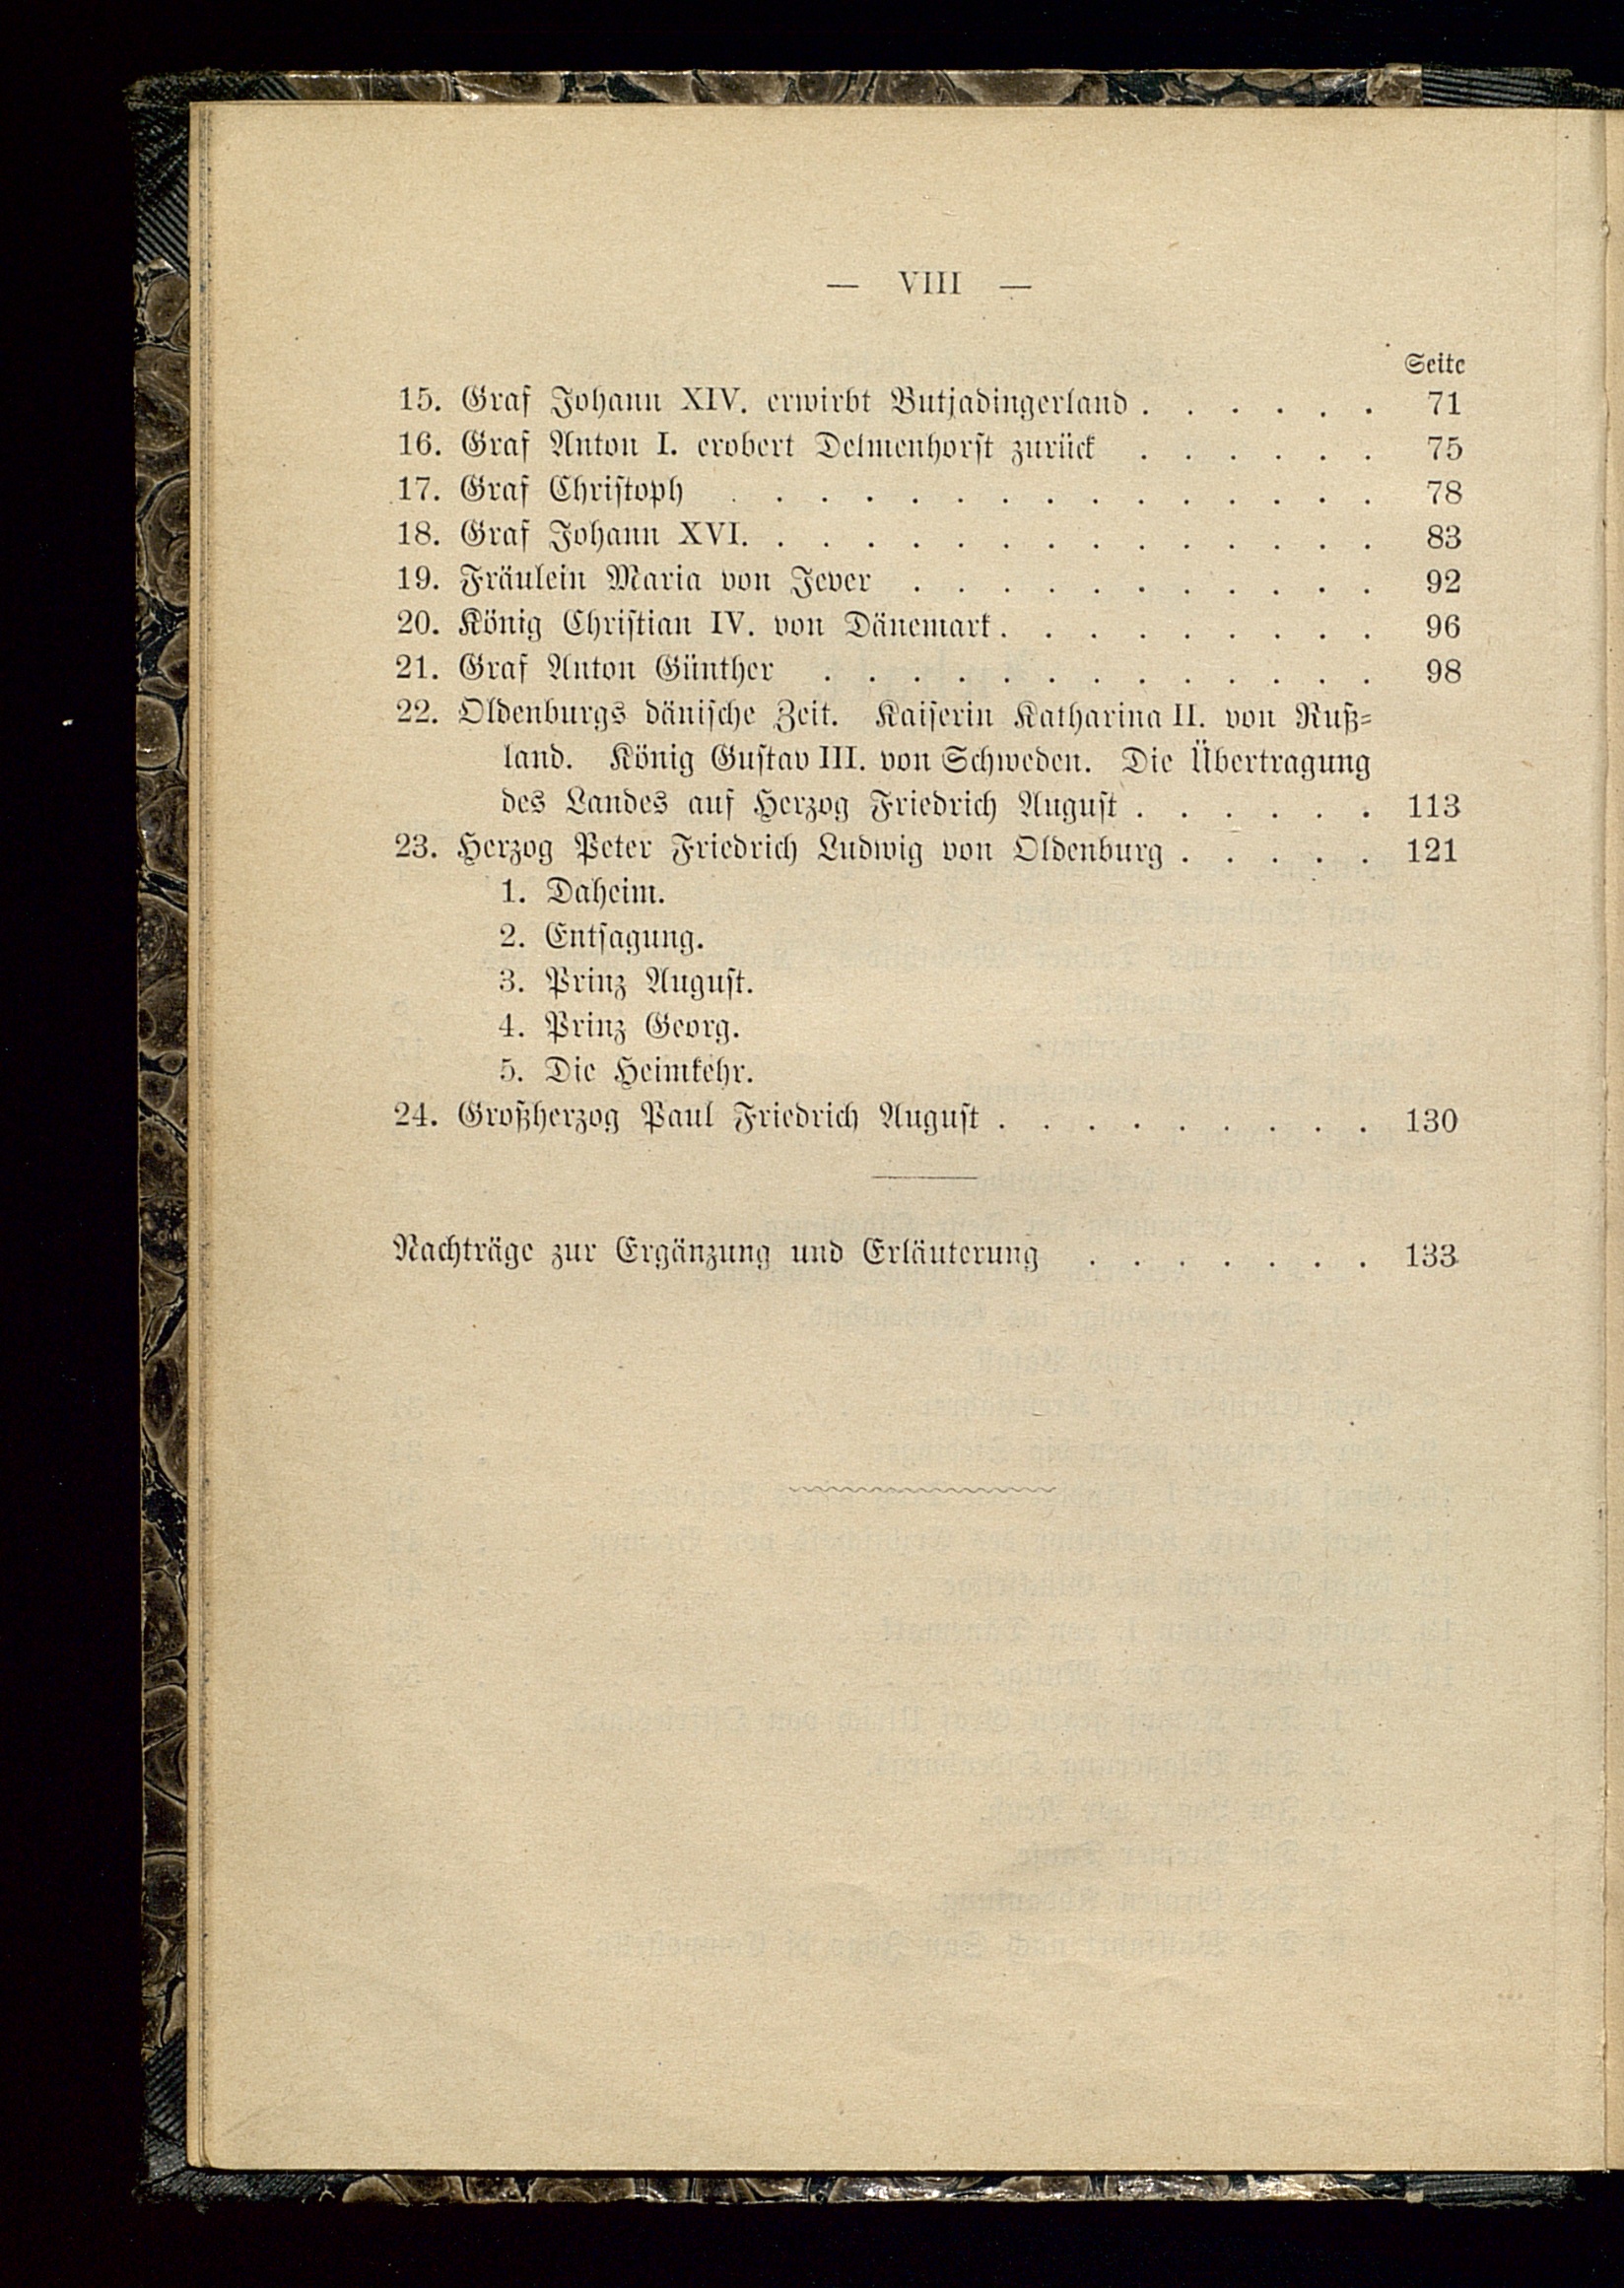 — VIII —
Seite
15. Graf Johann XIV. erwirbt Butjadingerland . . . . . . 71
16. Graf Anton I. erobert Delmenhorst zurück . . . . . . 75
17. Graf Christoph . . . . . . . . . . . . . . . 78
18. Graf Johann XVI. . . . . . . . . . . . . . . . 83
19. Fräulein Maria von Jever . . . . . . . . . . . 92
20. König Christian IV. von Dänemark . . . . . . . . . 96
21. Graf Anton Günther . . . . . . . . . . . . . 98
22. Oldenburgs dänische Zeit. Kaiserin Katharina II. von Ruß-
land. König Gustav III. von Schweden. Die Übertragung
des Landes auf Herzog Friedrich August . . . . . . 113
23. Herzog Peter Friedrich Ludwig von Oldenburg . . . . . 121
1. Daheim.
2. Entsagung.
3. Prinz August.
4. Prinz Georg.
5. Die Heimkehr.
24. Großherzog Paul Friedrich August . . . . . . . . . 130
Nachträge zur Ergänzung und Erläuterung . . . . . . . 133